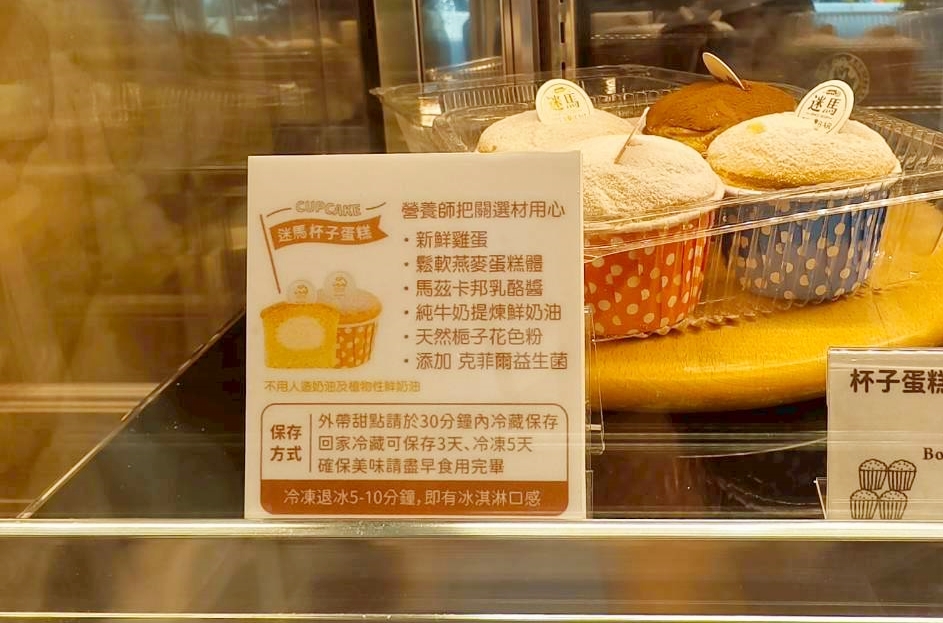 CUPCAKE
迷馬杯子蛋糕
營養師把關選材用心
・新鮮雞蛋
・鬆軟燕麥蛋糕體
・馬茲卡邦乳酪醬
・純牛奶提煉鮮奶油
・天然梔子花色粉
・添加 克菲爾益生菌
不用人造奶油及植物性鮮奶油
保存
方式
外帶甜點請於30分鐘內冷藏保存
回家冷藏可保存3天、冷凍5天
確保美味請盡早食用完畢
冷凍退冰5-10分鐘,即有冰淇淋口感
迷馬
迷馬
杯子蛋糕
Bo